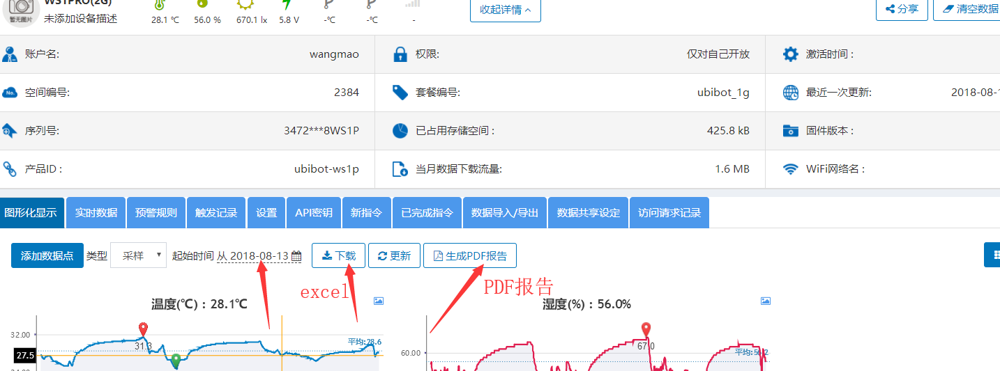 WS1PRO(2G)
暂无图片
未添加设备描述
28.1 ℃
56.0 %
670.1 lx
5.8 V
-℃
-℃
-
收起详情
分享
清空数据
账户名:
wangmao
权限:
仅对自己开放
激活时间 :
No.
空间编号:
2384
套餐编号:
ubibot_1g
最近一次更新:
2018-08-1
序列号:
3472***8WS1P
已占用存储空间 :
425.8 kB
固件版本 :
产品ID :
ubibot-ws1p
当月数据下载流量:
1.6 MB
WiFi网络名 :
图形化显示
实时数据
预警规则
触发记录
设置
API密钥
新指令
已完成指令
数据导入/导出
数据共享设定
访问请求记录
添加数据点
类型
采样
起始时间 从 2018-08-13
下载
更新
生成PDF报告
excel
PDF报告
温度(℃) : 28.1℃
湿度(%) : 56.0%
32.00
31.3
平均:28.6
27.5
60.00
67.0